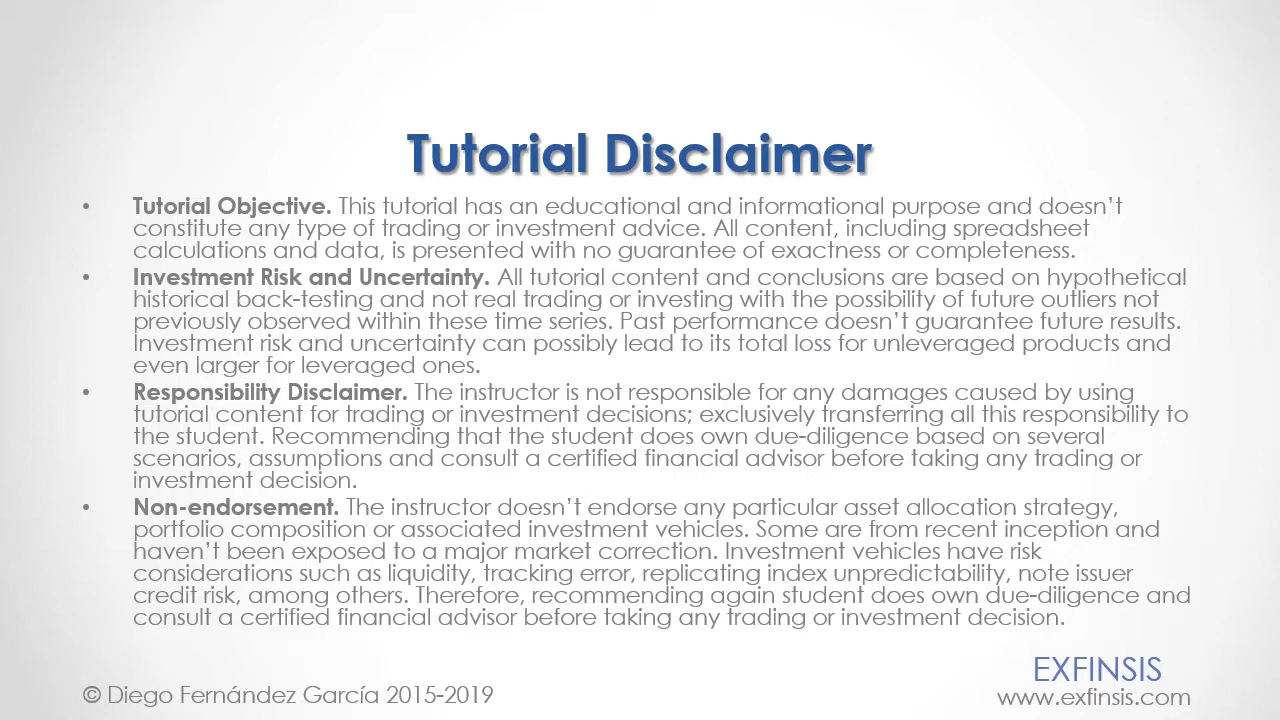 Tutorial Disclaimer
• Tutorial Objective. This tutorial has an educational and informational purpose and doesn’t
constitute any type of trading or investment advice. All content, including spreadsheet
calculations and data, is presented with no guarantee of exactness or completeness.
• Investment Risk and Uncertainty. All tutorial content and conclusions are based on hypothetical
historical back-testing and not real trading or investing with the possibility of future outliers not
previously observed within these time series. Past performance doesn’t guarantee future results.
Investment risk and uncertainty can possibly lead to its total loss for unleveraged products and
even larger for leveraged ones.
• Responsibility Disclaimer. The instructor is not responsible for any damages caused by using
tutorial content for trading or investment decisions; exclusively transferring all this responsibility to
the student. Recommending that the student does own due-diligence based on several
scenarios, assumptions and consult a certified financial advisor before taking any trading or
investment decision.
• Non-endorsement. The instructor doesn’t endorse any particular asset allocation strategy,
portfolio composition or associated investment vehicles. Some are from recent inception and
haven’t been exposed to a major market correction. Investment vehicles have risk
considerations such as liquidity, tracking error, replicating index unpredictability, note issuer
credit risk, among others. Therefore, recommending again student does own due-diligence and
consult a certified financial advisor before taking any trading or investment decision.
© Diego Fernández García 2015-2019
EXFINSIS
www.exfinsis.com